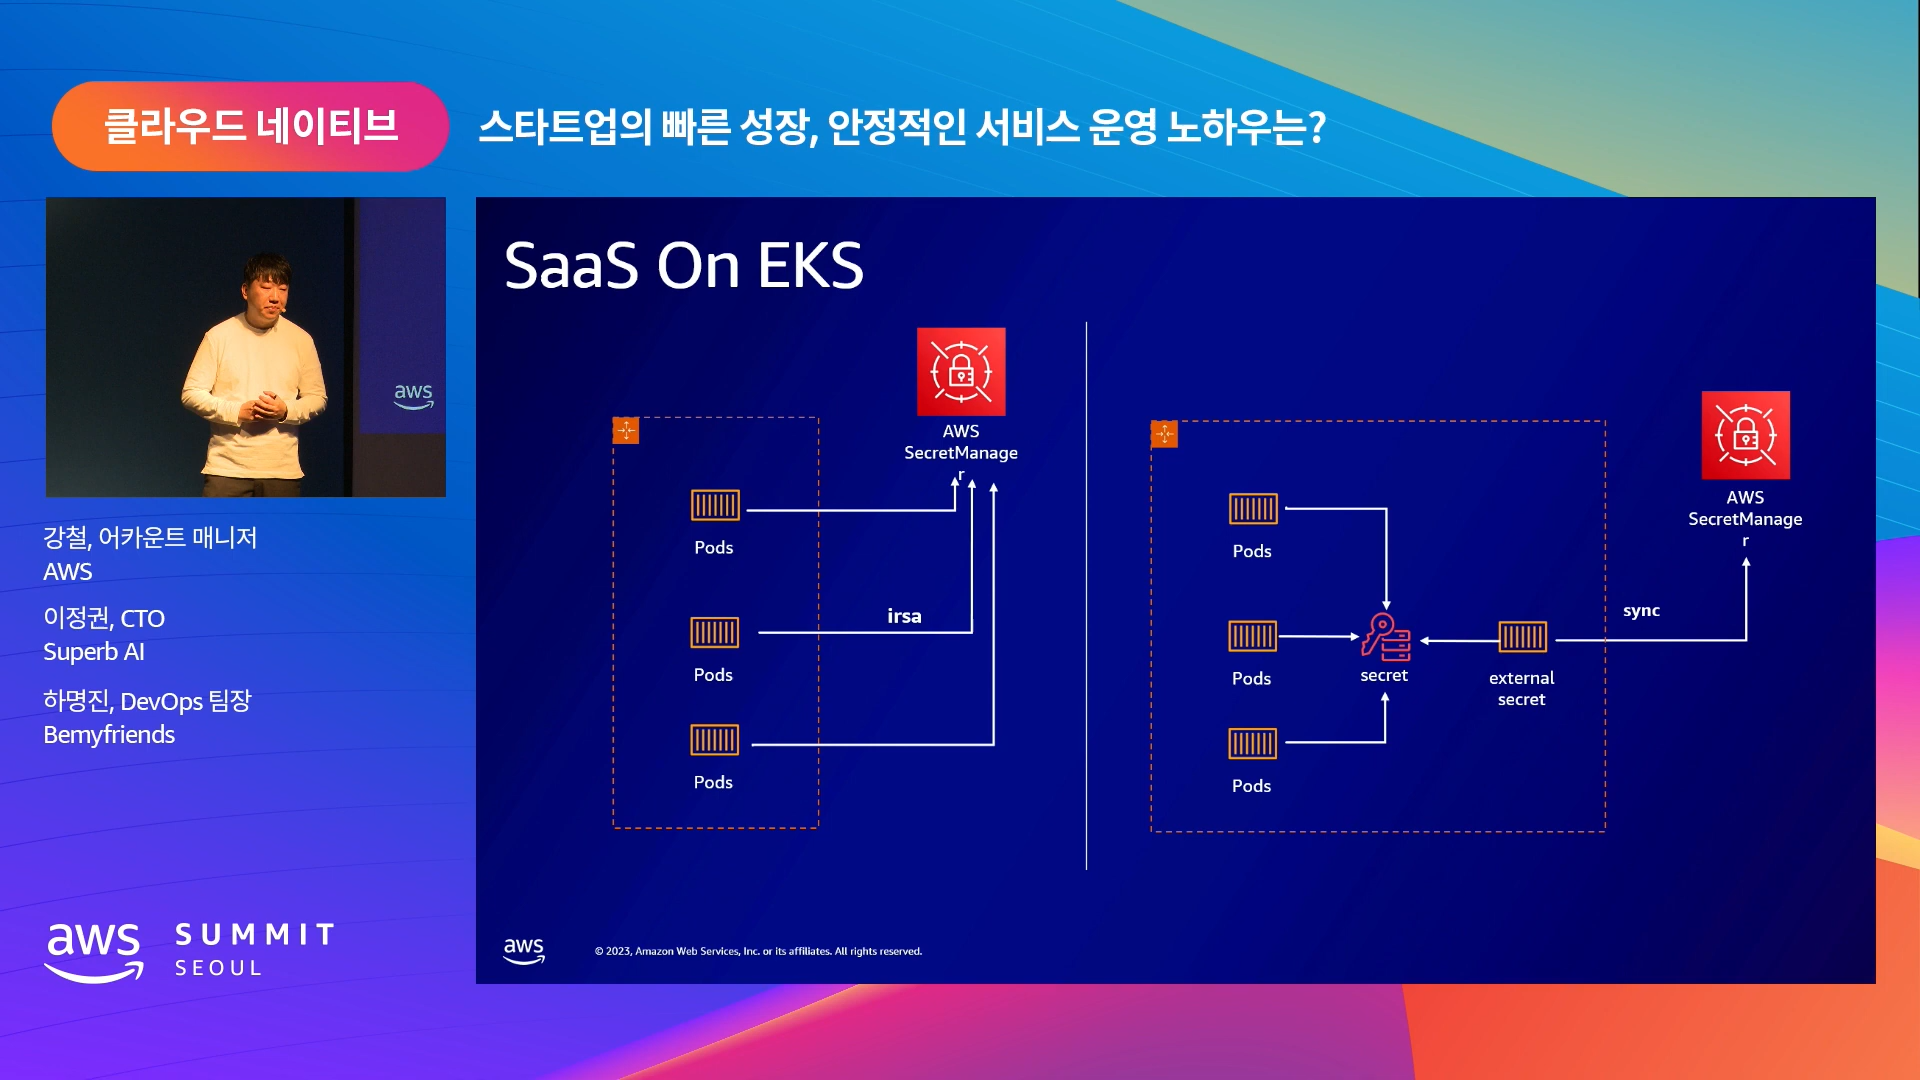 클라우드 네이티브
스타트업의 빠른 성장, 안정적인 서비스 운영 노하우는?
aws
강철, 어카운트 매니저
AWS
이정권, CTO
Superb AI
하명진, DevOps 팀장
Bemyfriends
aws
SUMMIT
SEOUL
SaaS On EKS
AWS
SecretManage
r
Pods
irsa
Pods
Pods
AWS
SecretManage
r
Pods
sync
Pods
secret
external
secret
Pods
aws
© 2023, Amazon Web Services, Inc. or its affiliates. All rights reserved.